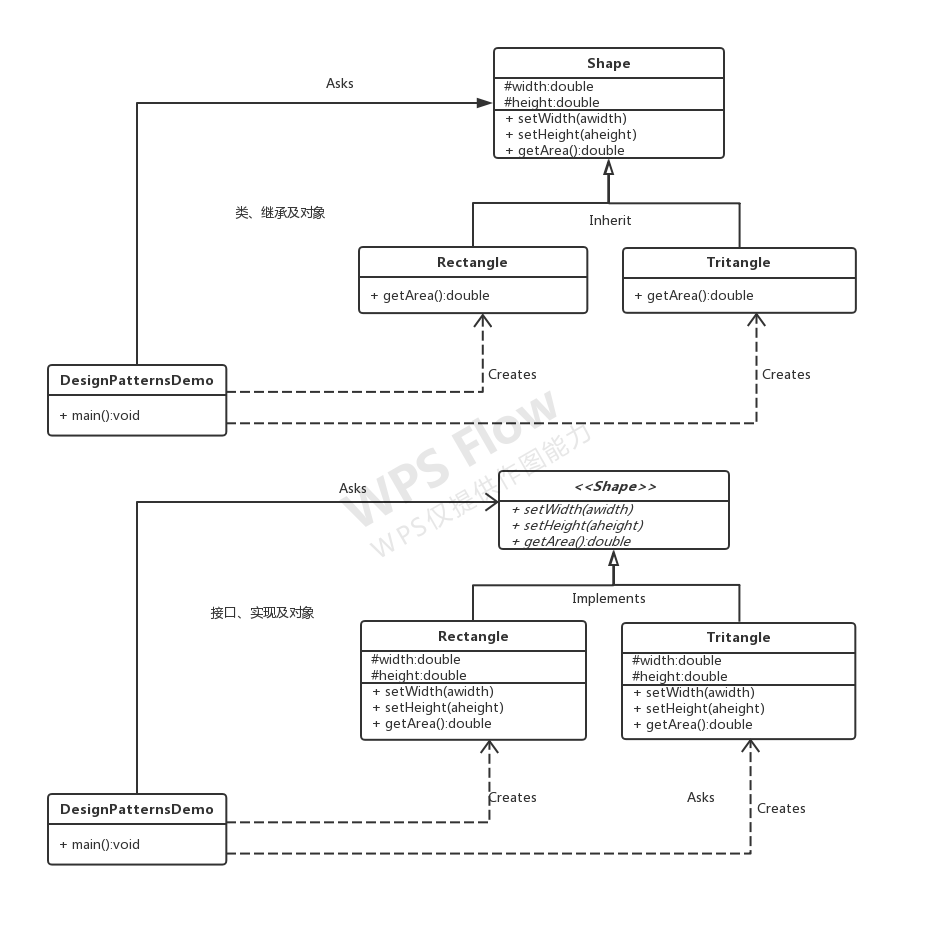 Shape
#width:double
#height:double
+ setWidth(awidth)
+ setHeight(aheight)
+ getArea():double
Asks
类、继承及对象
Inherit
Rectangle
+ getArea():double
Tritangle
+ getArea():double
DesignPatternsDemo
+ main():void
Creates
Creates
WPS Flow
WPS仅提供作图能力
<<Shape>>
+ setWidth(awidth)
+ setHeight(aheight)
+ getArea():double
Asks
接口、实现及对象
Implements
Rectangle
#width:double
#height:double
+ setWidth(awidth)
+ setHeight(aheight)
+ getArea():double
Tritangle
#width:double
#height:double
+ setWidth(awidth)
+ setHeight(aheight)
+ getArea():double
DesignPatternsDemo
+ main():void
Creates
Asks
Creates